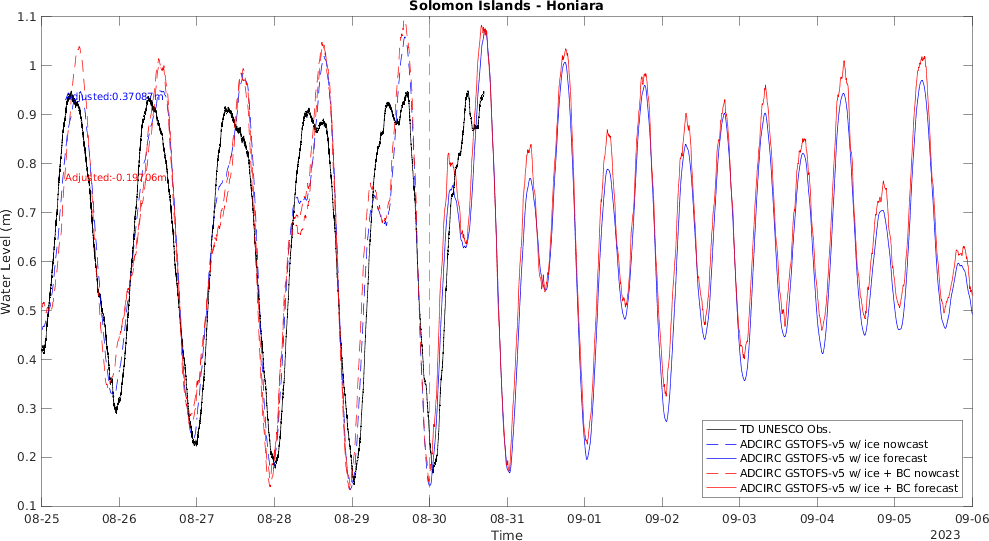 Solomon Islands - Honiara
1.1
1
0.9
0.8
0.7
0.6
0.5
0.4
0.3
0.2
0.1
Water Level (m)
Adjusted:0.37087m
Adjusted:-0.19706m
TD UNESCO Obs.
ADCIRC GSTOFS-v5 w/ ice nowcast
ADCIRC GSTOFS-v5 w/ ice forecast
ADCIRC GSTOFS-v5 w/ ice + BC nowcast
ADCIRC GSTOFS-v5 w/ ice + BC forecast
08-25 08-26 08-27 08-28 08-29 08-30 08-31 09-01 09-02 09-03 09-04 09-05 09-06
Time
2023